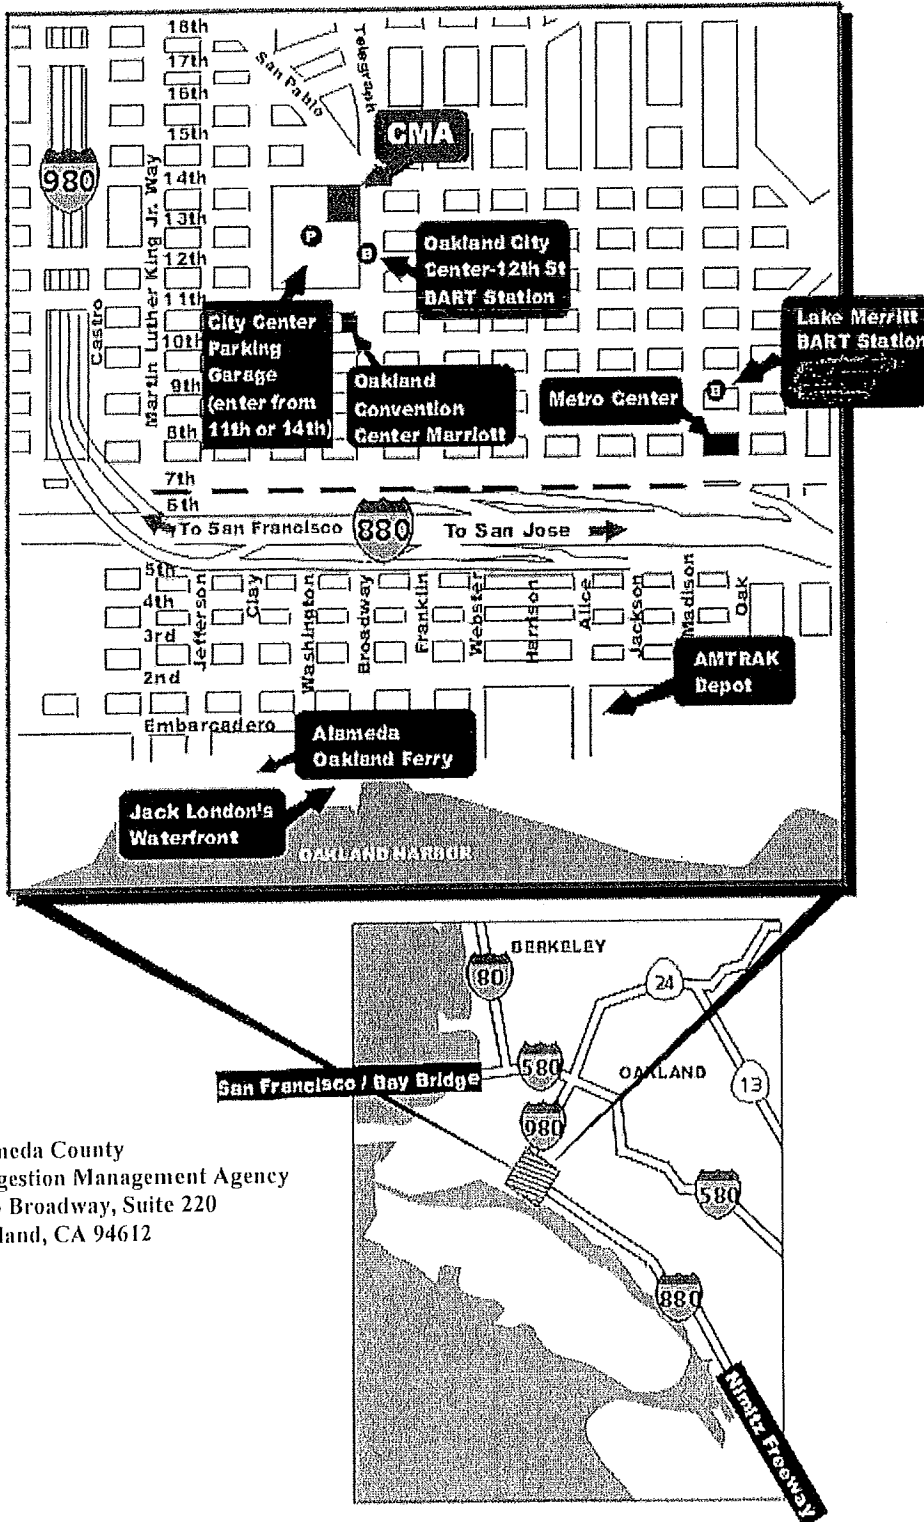 18th
17th
16th
15th
14th
13th
12th
11th
10th
9th
8th
7th
6th
5th
4th
3rd
2nd
Embarcadero
San Pablo
Telegraph
CMA
980
Martin Luther King Jr. Way
Castro
P
B
Oakland City
Center-12th St
BART Station
City Center
Parking
Garage
(enter from
11th or 14th)
Oakland
Convention
Center Marriott
Metro Center
Lake Merritt
BART Station
B
To San Francisco
880
To San Jose
Jefferson
Clay
Washington
Broadway
Franklin
Webster
Harrison
Alice
Jackson
Madison
Oak
AMTRAK
Depot
Alameda
Oakland Ferry
Jack London's
Waterfront
OAKLAND HARBOR
BERKELEY
80
24
580
OAKLAND
13
San Francisco / Bay Bridge
980
580
880
Nimitz Freeway
meda County
gestion Management Agency
Broadway, Suite 220
land, CA 94612